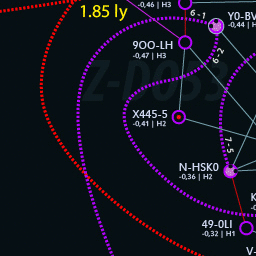 -0,46 | H3
1.85 ly
6 - 1
Y0-BV
-0,44 |
9OO-LH
-0,47 | H3
6 - 2
X445-5
-0,41 | H2
7 - 5
N-HSK0
-0,36 | H2
49-0LI
-0,32 | H1
V-